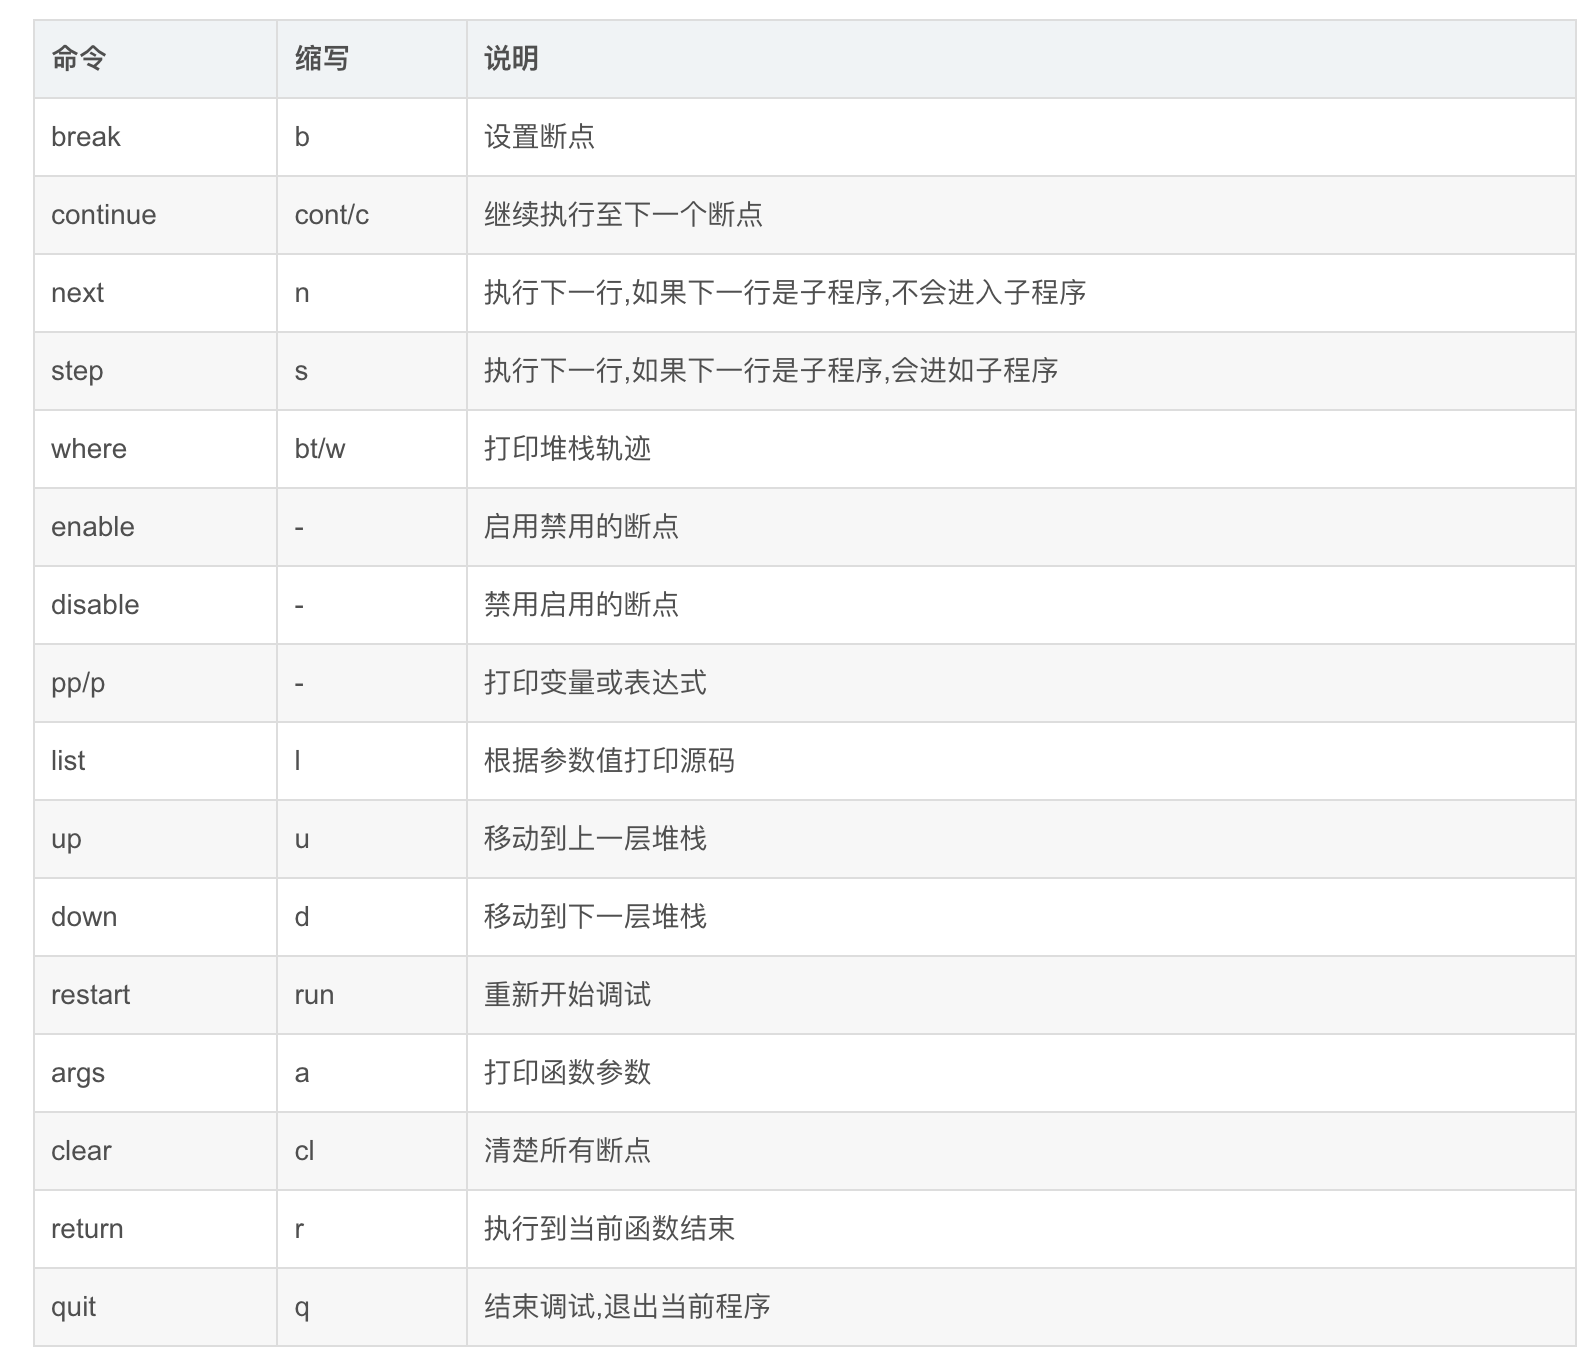 命令 缩写 说明
break b 设置断点
continue cont/c 继续执行至下一个断点
next n 执行下一行,如果下一行是子程序,不会进入子程序
step s 执行下一行,如果下一行是子程序,会进如子程序
where bt/w 打印堆栈轨迹
enable - 启用禁用的断点
disable - 禁用启用的断点
pp/p - 打印变量或表达式
list l 根据参数值打印源码
up u 移动到上一层堆栈
down d 移动到下一层堆栈
restart run 重新开始调试
args a 打印函数参数
clear cl 清楚所有断点
return r 执行到当前函数结束
quit q 结束调试,退出当前程序